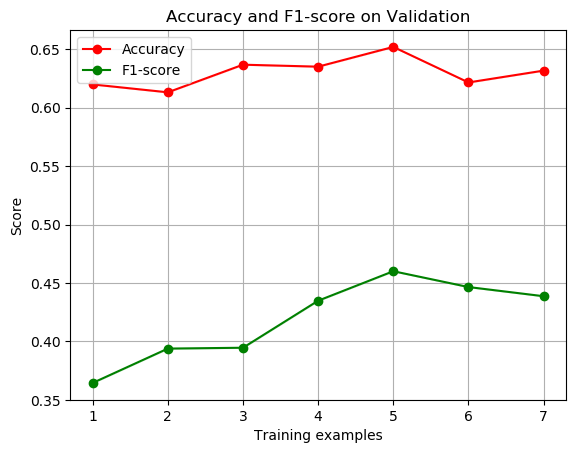 Accuracy and F1-score on Validation
Accuracy
F1-score
0.65
0.60
0.55
0.50
0.45
0.40
0.35
Score
1 2 3 4 5 6 7
Training examples